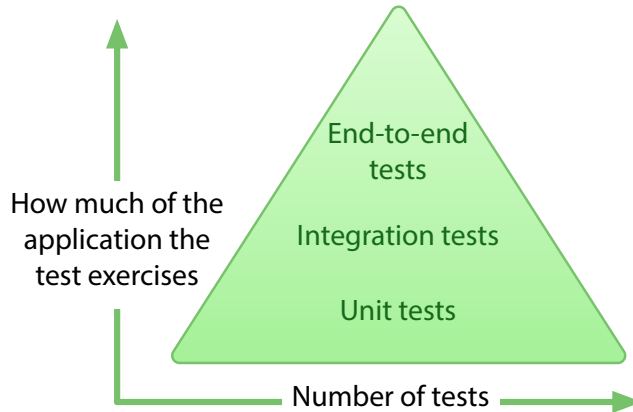 End-to-end
tests
How much of the
application the
test exercises
Integration tests
Unit tests
Number of tests